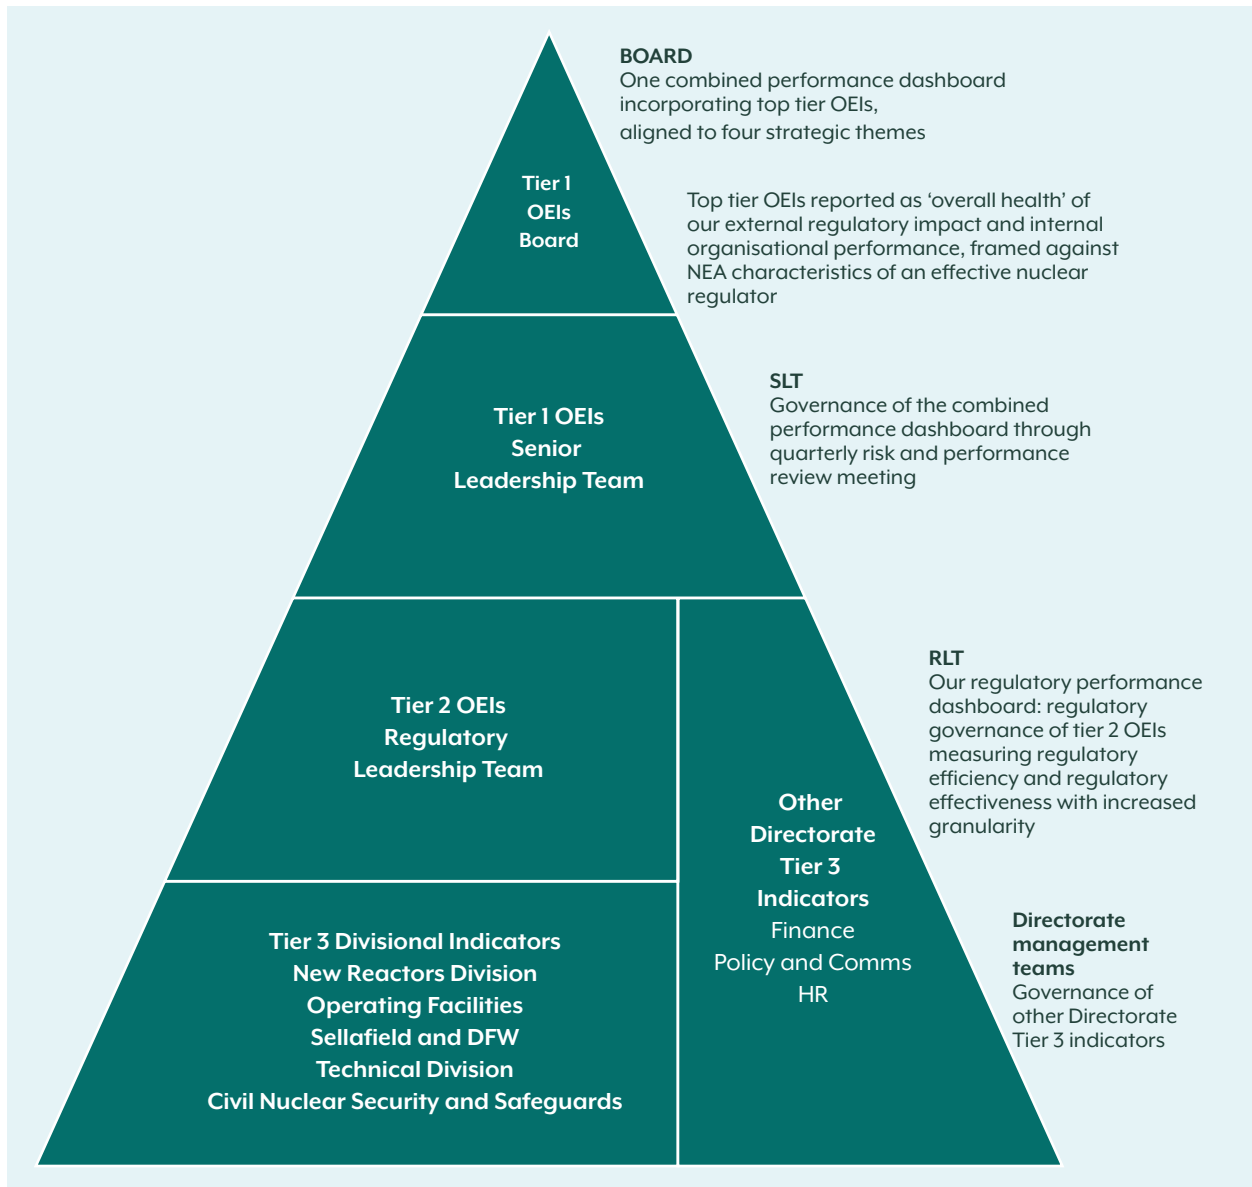 BOARD
One combined performance dashboard
incorporating top tier OEIs,
aligned to four strategic themes
Tier 1
OEIs
Board
Top tier OEIs reported as ‘overall health’ of
our external regulatory impact and internal
organisational performance, framed against
NEA characteristics of an effective nuclear
regulator
Tier 1 OEIs
Senior
Leadership Team
SLT
Governance of the combined
performance dashboard through
quarterly risk and performance
review meeting
Tier 2 OEIs
Regulatory
Leadership Team
RLT
Our regulatory performance
dashboard: regulatory
governance of tier 2 OEIs
measuring regulatory
efficiency and regulatory
effectiveness with increased
granularity
Other
Directorate
Tier 3
Indicators
Finance
Policy and Comms
HR
Tier 3 Divisional Indicators
New Reactors Division
Operating Facilities
Sellafield and DFW
Technical Division
Civil Nuclear Security and Safeguards
Directorate
management
teams
Governance of
other Directorate
Tier 3 indicators